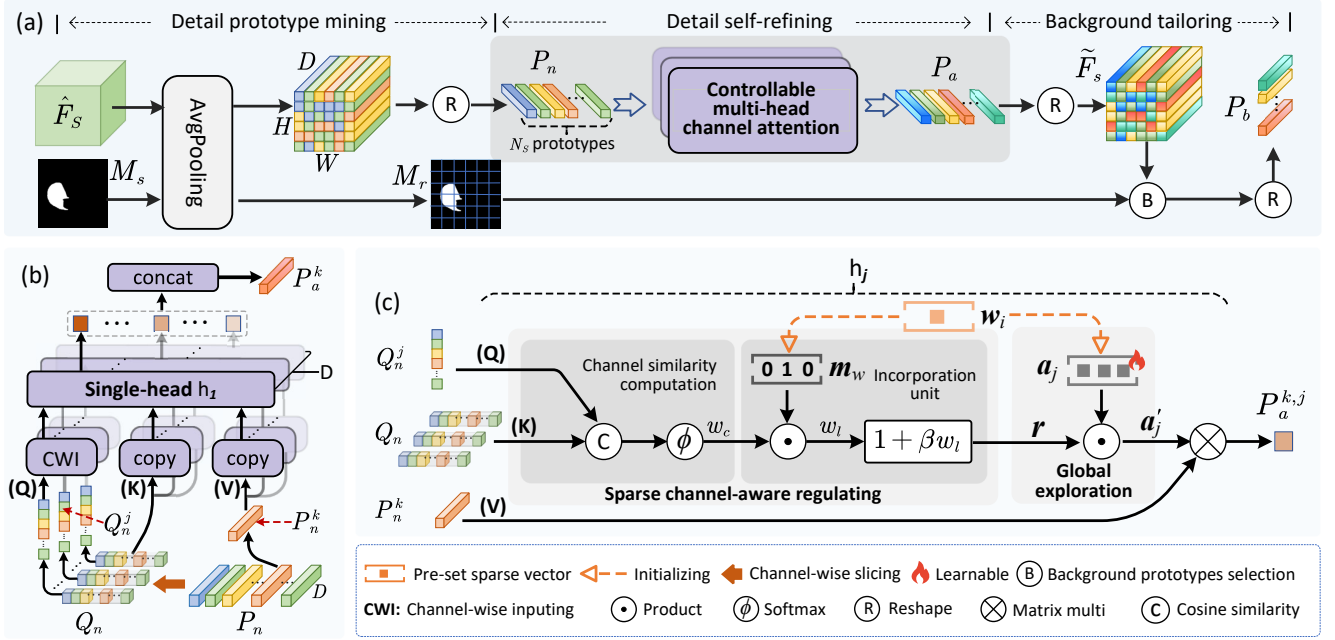 (a)
Detail prototype mining
Detail self-refining
Background tailoring
F̂_S
AvgPooling
D
H
W
R
P_n
N_S prototypes
Controllable
multi-head
channel attention
P_a
R
F̃_s
P_b
M_s
M_r
B
R
(b)
concat
P_a^k
D
Single-head h_1
CWI
copy
copy
(Q)
(K)
(V)
Q_n^j
P_n^k
Q_n
P_n
D
(c)
h_j
w_i
Q_n^j
(Q)
Channel similarity
computation
0 1 0
m_w
Incorporation
unit
a_j
P_a^{k,j}
Q_n
(K)
C
ϕ
w_c
w_l
1 + βw_l
r
a'_j
Global
exploration
Sparse channel-aware regulating
P_n^k
(V)
Pre-set sparse vector
Initializing
Channel-wise slicing
Learnable
B Background prototypes selection
CWI: Channel-wise inputing
Product
ϕ Softmax
R Reshape
Matrix multi
C Cosine similarity